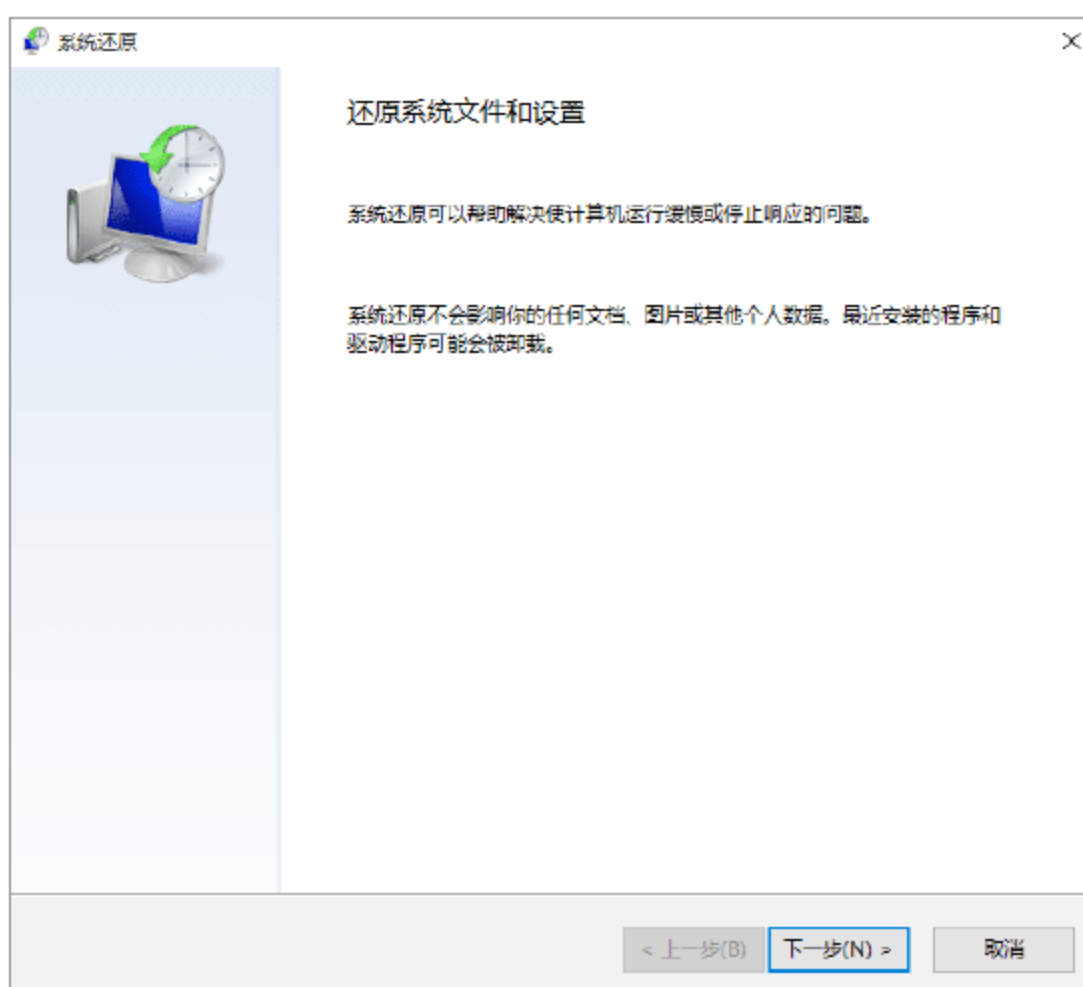 系统还原
还原系统文件和设置
系统还原可以帮助解决使计算机运行缓慢或停止响应的问题。
系统还原不会影响你的任何文档、图片或其他个人数据。最近安装的程序和
驱动程序可能会被卸载。
< 上一步(B) 下一步(N) > 取消